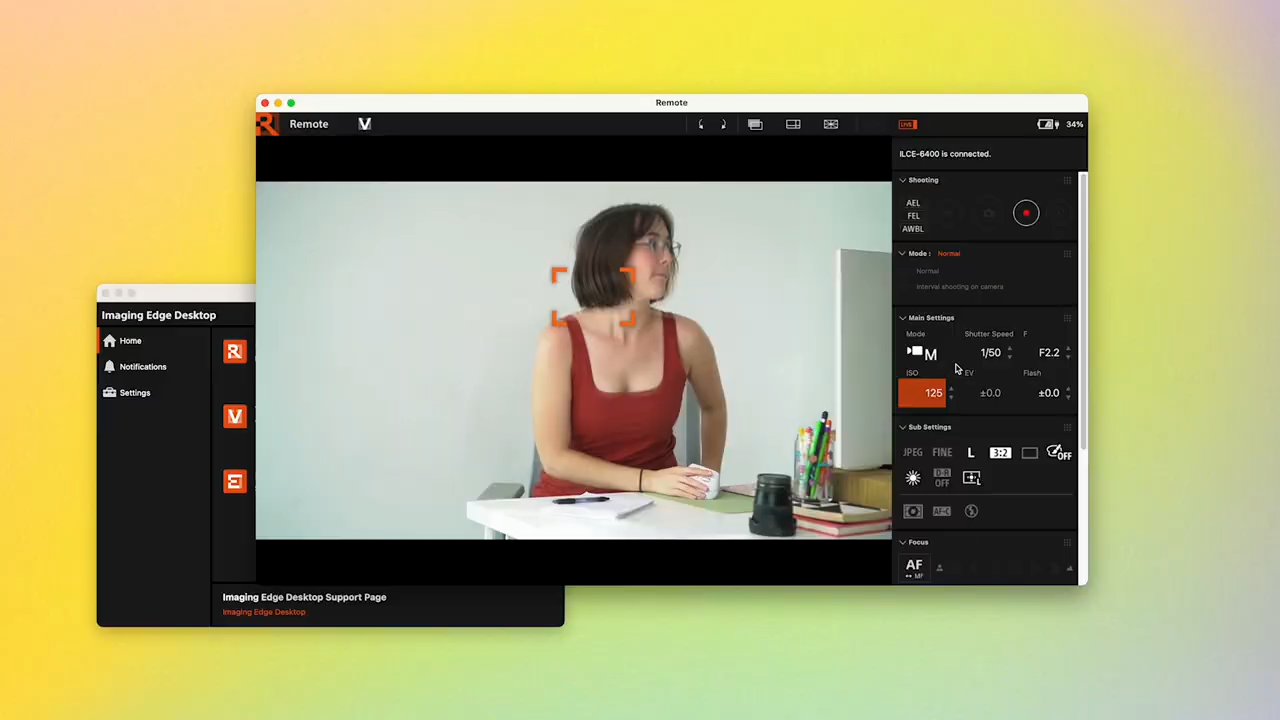 Remote
R Remote V
LIVE
34%
ILCE-6400 is connected.
Shooting
AEL
FEL
AWBL
Mode : Normal
Normal
Interval shooting on camera
Main Settings
Mode Shutter Speed F
M 1/50 F2.2
ISO EV Flash
125 ±0.0 ±0.0
Sub Settings
JPEG FINE L 3:2 OFF
D-R
OFF
L
AF-C
Focus
AF
MF
Imaging Edge Desktop
Home
Notifications
Settings
R
V
E
Imaging Edge Desktop Support Page
Imaging Edge Desktop